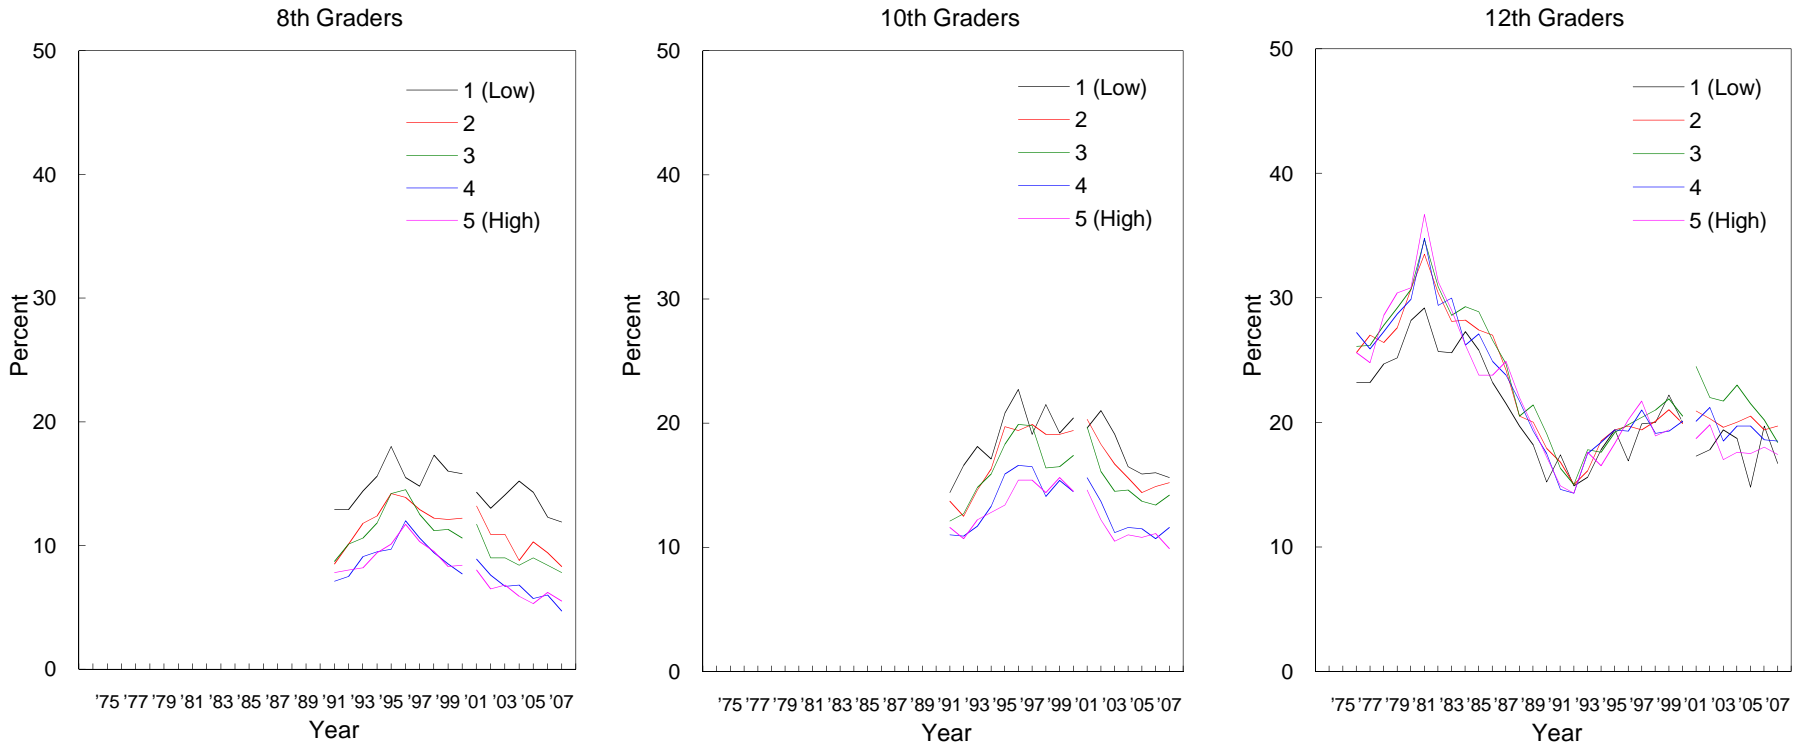 8th Graders
50
40
30
20
10
0
Percent
1 (Low)
2
3
4
5 (High)
’75 ’77 ’79 ’81 ’83 ’85 ’87 ’89 ’91 ’93 ’95 ’97 ’99 ’01 ’03 ’05 ’07
Year
10th Graders
50
40
30
20
10
0
Percent
1 (Low)
2
3
4
5 (High)
’75 ’77 ’79 ’81 ’83 ’85 ’87 ’89 ’91 ’93 ’95 ’97 ’99 ’01 ’03 ’05 ’07
Year
12th Graders
50
40
30
20
10
0
Percent
1 (Low)
2
3
4
5 (High)
’75 ’77 ’79 ’81 ’83 ’85 ’87 ’89 ’91 ’93 ’95 ’97 ’99 ’01 ’03 ’05 ’07
Year